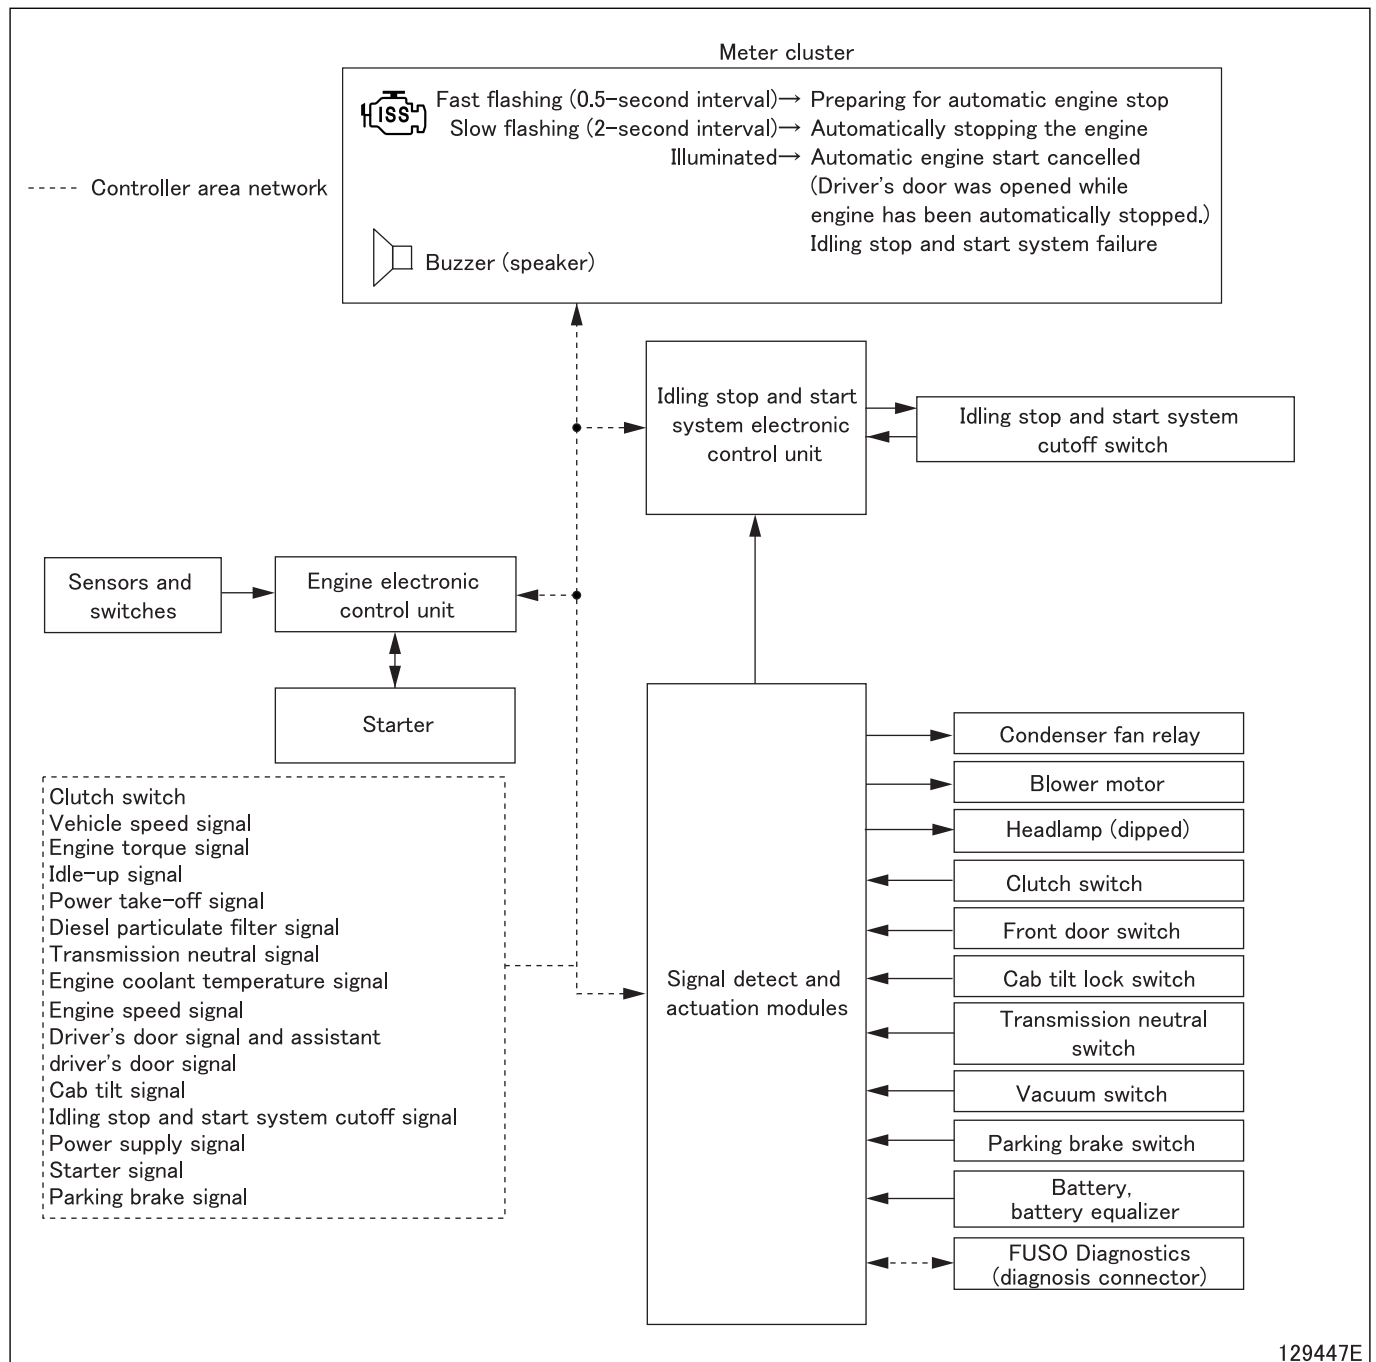 Meter cluster
ISS
Fast flashing (0.5-second interval)→ Preparing for automatic engine stop
Slow flashing (2-second interval)→ Automatically stopping the engine
Illuminated→ Automatic engine start cancelled
(Driver's door was opened while
engine has been automatically stopped.)
Idling stop and start system failure
Buzzer (speaker)
Controller area network
Idling stop and start
system electronic
control unit
Idling stop and start system
cutoff switch
Sensors and
switches
Engine electronic
control unit
Starter
Clutch switch
Vehicle speed signal
Engine torque signal
Idle-up signal
Power take-off signal
Diesel particulate filter signal
Transmission neutral signal
Engine coolant temperature signal
Engine speed signal
Driver's door signal and assistant
driver's door signal
Cab tilt signal
Idling stop and start system cutoff signal
Power supply signal
Starter signal
Parking brake signal
Signal detect and
actuation modules
Condenser fan relay
Blower motor
Headlamp (dipped)
Clutch switch
Front door switch
Cab tilt lock switch
Transmission neutral
switch
Vacuum switch
Parking brake switch
Battery,
battery equalizer
FUSO Diagnostics
(diagnosis connector)
129447E